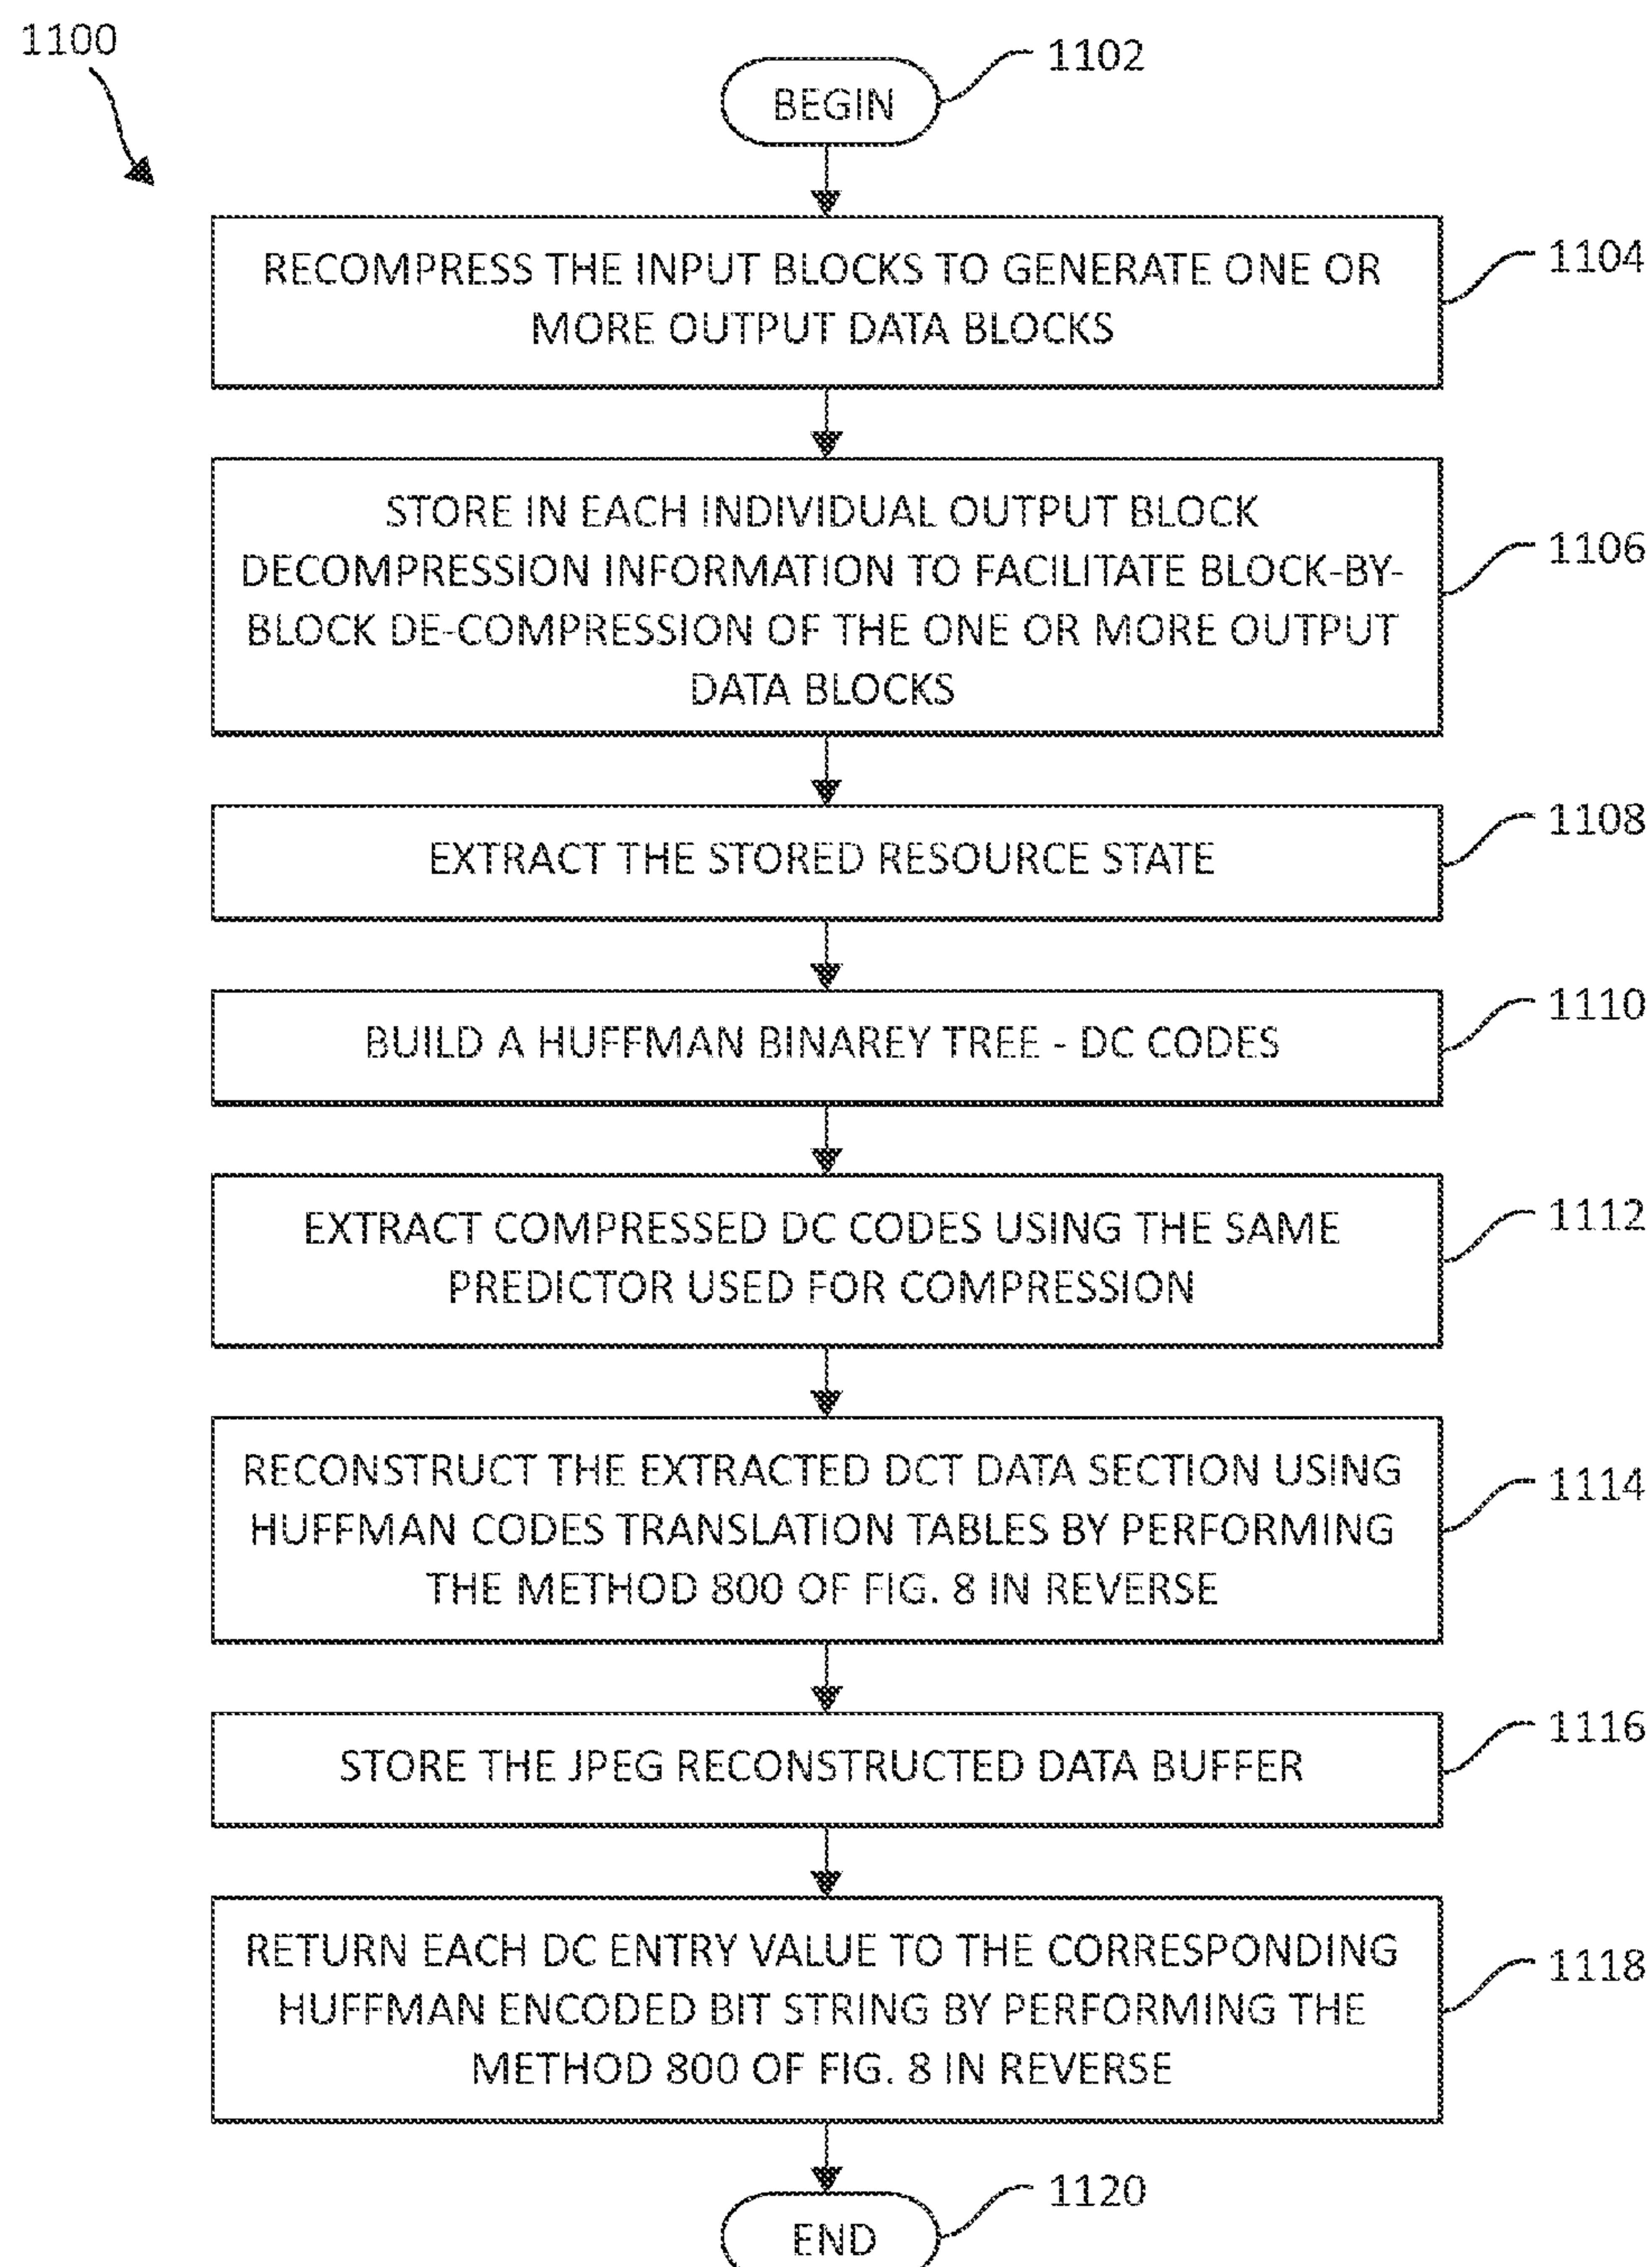 1100
1102
BEGIN
RECOMPRESS THE INPUT BLOCKS TO GENERATE ONE OR
MORE OUTPUT DATA BLOCKS
1104
STORE IN EACH INDIVIDUAL OUTPUT BLOCK
DECOMPRESSION INFORMATION TO FACILITATE BLOCK-BY-
BLOCK DE-COMPRESSION OF THE ONE OR MORE OUTPUT
DATA BLOCKS
1106
EXTRACT THE STORED RESOURCE STATE
1108
BUILD A HUFFMAN BINAREY TREE - DC CODES
1110
EXTRACT COMPRESSED DC CODES USING THE SAME
PREDICTOR USED FOR COMPRESSION
1112
RECONSTRUCT THE EXTRACTED DCT DATA SECTION USING
HUFFMAN CODES TRANSLATION TABLES BY PERFORMING
THE METHOD 800 OF FIG. 8 IN REVERSE
1114
STORE THE JPEG RECONSTRUCTED DATA BUFFER
1116
RETURN EACH DC ENTRY VALUE TO THE CORRESPONDING
HUFFMAN ENCODED BIT STRING BY PERFORMING THE
METHOD 800 OF FIG. 8 IN REVERSE
1118
1120
END